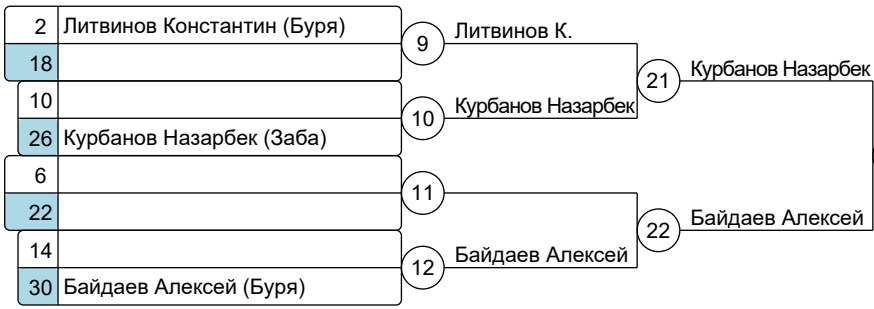 2 Литвинов Константин (Буря)
18
9 Литвинов К.
10
26 Курбанов Назарбек (Заба)
10 Курбанов Назарбек
21 Курбанов Назарбек
6
22
11
14
30 Байдаев Алексей (Буря)
12 Байдаев Алексей
22 Байдаев Алексей